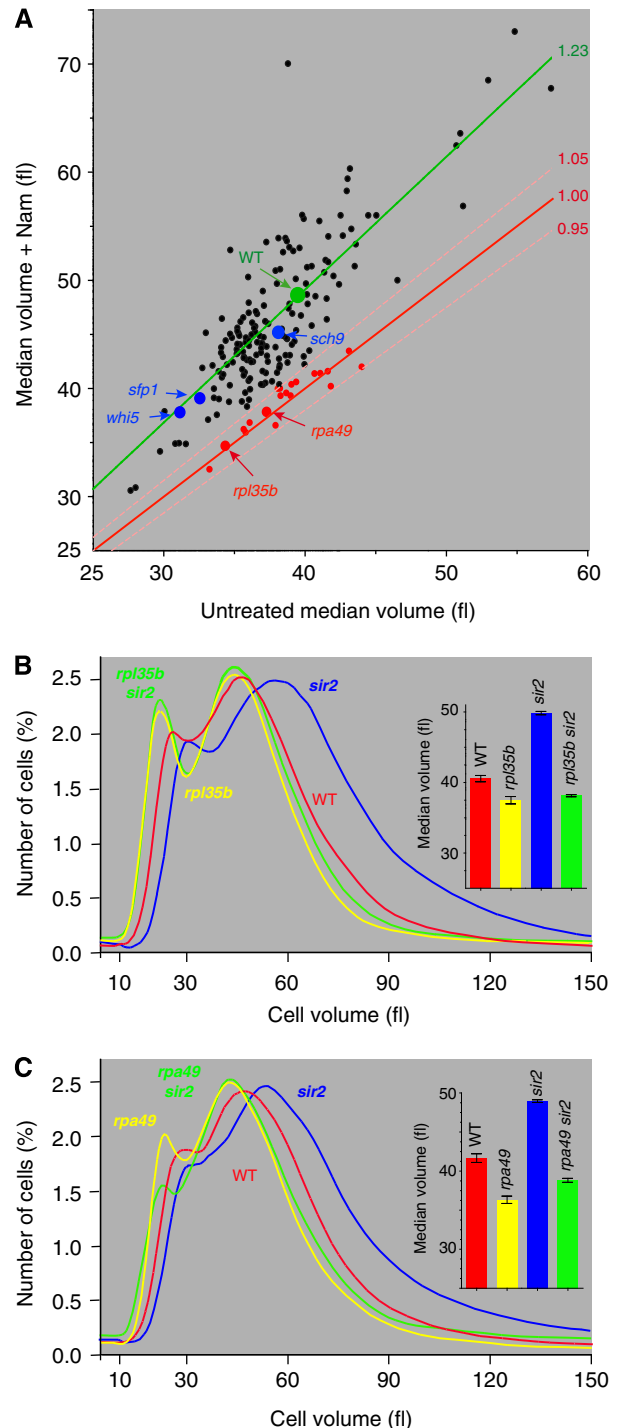 A
Median volume + Nam (fl)
70
60
50
40
30
25
25
30
40
50
60
Untreated median volume (fl)
1.23
1.05
1.00
0.95
WT
sch9
sfp1
whi5
rpa49
rpl35b
B
Number of cells (%)
2.5
2.0
1.5
1.0
0.5
0.0
10
30
60
90
120
150
Cell volume (fl)
rpl35b
sir2
sir2
rpl35b
WT
Median volume (fl)
50
40
30
WT
rpl35b
sir2
rpl35b sir2
C
Number of cells (%)
2.5
2.0
1.5
1.0
0.5
0.0
10
30
60
90
120
150
Cell volume (fl)
rpa49
sir2
rpa49
sir2
WT
Median volume (fl)
50
40
30
WT
rpa49
sir2
rpa49 sir2